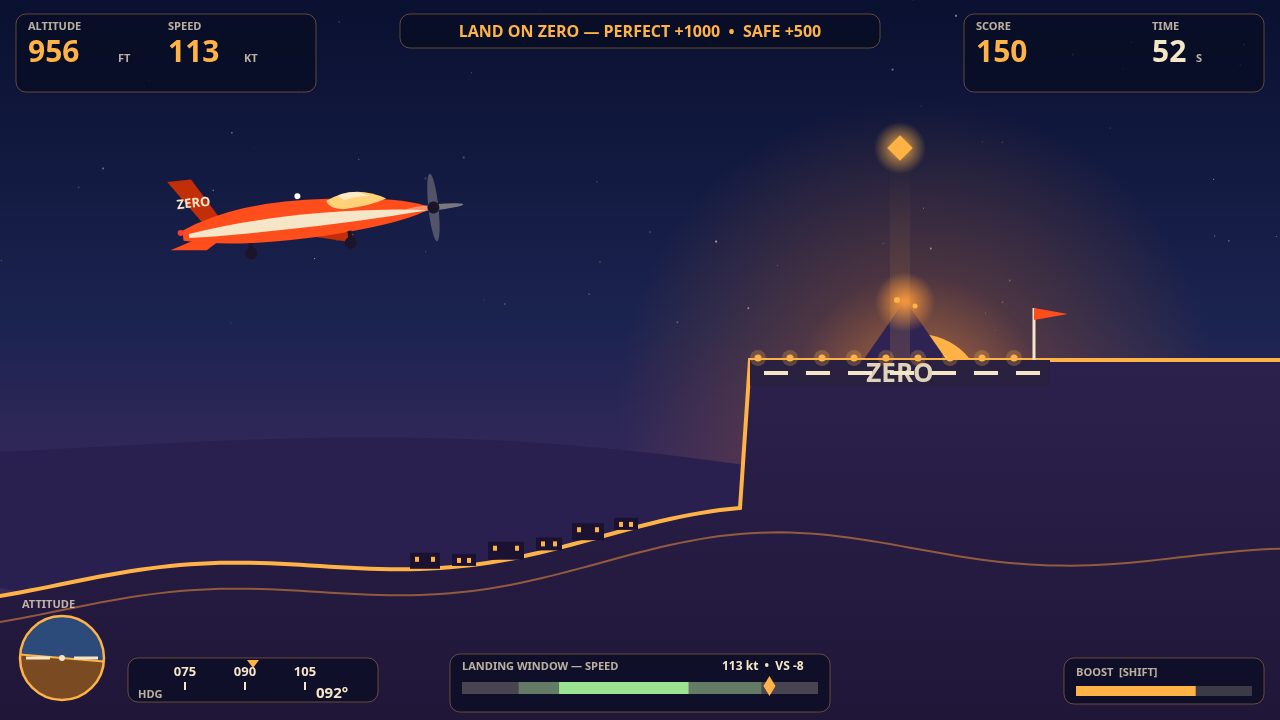 ALTITUDE SPEED
956 FT 113 KT
LAND ON ZERO — PERFECT +1000 • SAFE +500
SCORE TIME
150 52 S
ZERO
ZERO
ATTITUDE
075 090 105
HDG 092°
LANDING WINDOW — SPEED 113 kt • VS -8
BOOST [SHIFT]